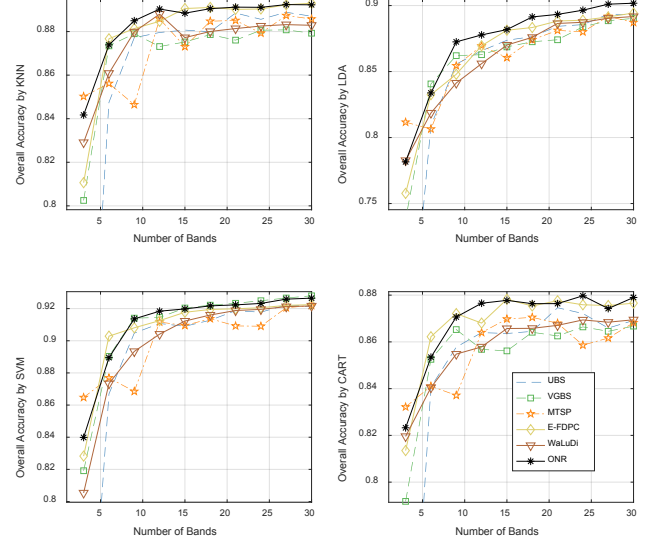 Overall Accuracy by KNN
0.88
0.86
0.84
0.82
0.8
5 10 15 20 25 30
Number of Bands
Overall Accuracy by LDA
0.9
0.85
0.8
0.75
5 10 15 20 25 30
Number of Bands
Overall Accuracy by SVM
0.92
0.9
0.88
0.86
0.84
0.82
0.8
5 10 15 20 25 30
Number of Bands
Overall Accuracy by CART
0.88
0.86
0.84
0.82
0.8
5 10 15 20 25 30
Number of Bands
UBS
VGBS
MTSP
E-FDPC
WaLuDi
ONR